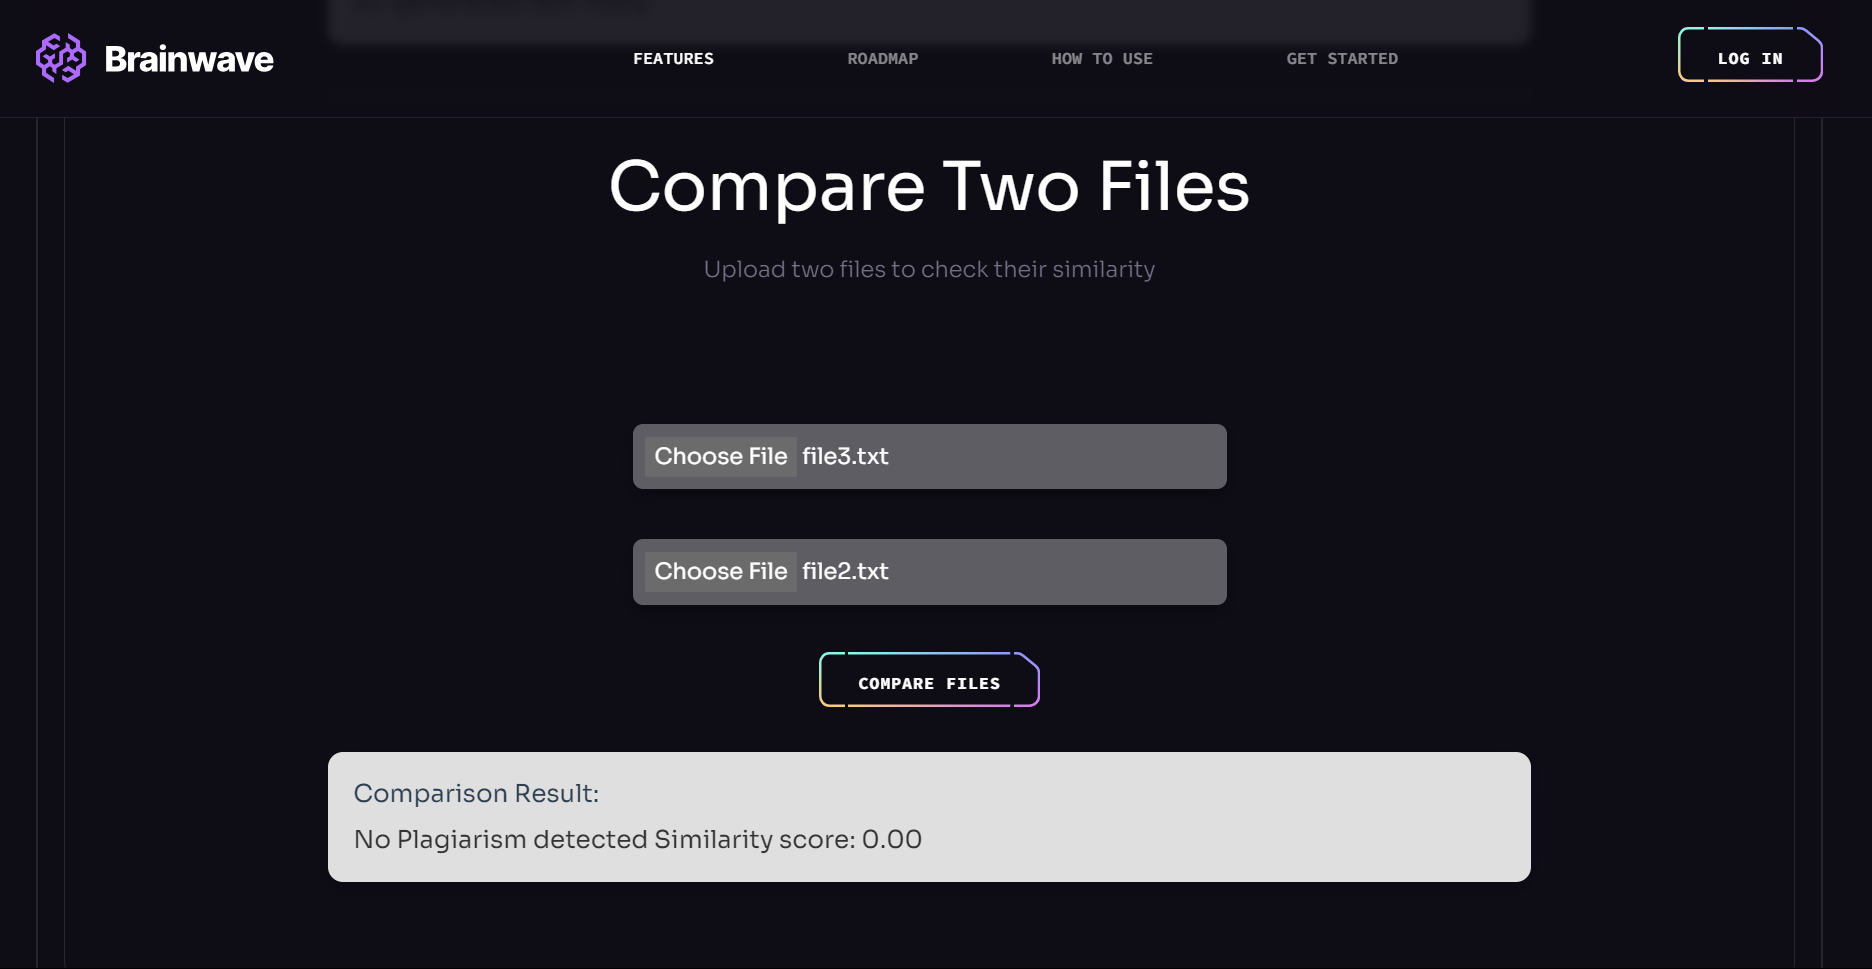 Brainwave
FEATURES
ROADMAP
HOW TO USE
GET STARTED
LOG IN
Compare Two Files
Upload two files to check their similarity
Choose File file3.txt
Choose File file2.txt
COMPARE FILES
Comparison Result:
No Plagiarism detected Similarity score: 0.00